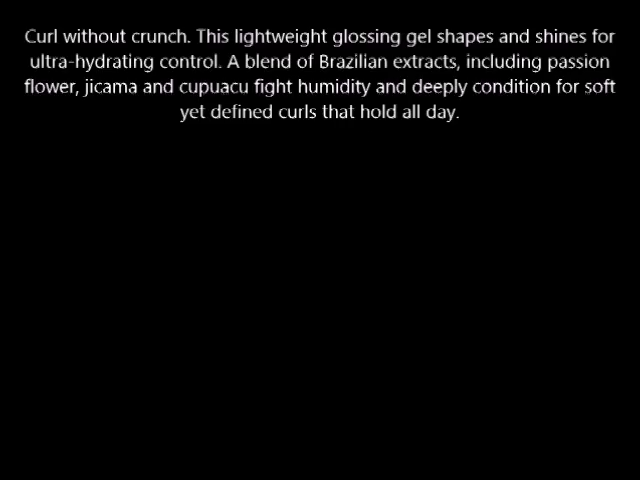 Curl without crunch. This lightweight glossing gel shapes and shines for
ultra-hydrating control. A blend of Brazilian extracts, including passion
flower, jicama and cupuacu fight humidity and deeply condition for soft
yet defined curls that hold all day.